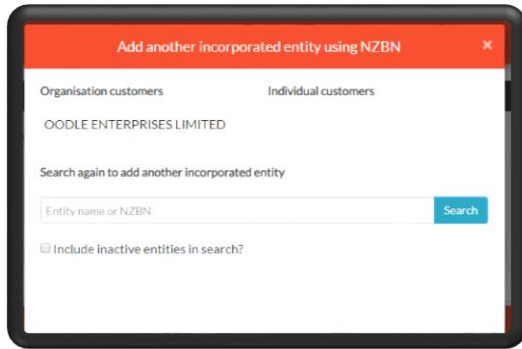 Add another incorporated entity using NZBN ×
Organisation customers Individual customers
OODLE ENTERPRISES LIMITED
Search again to add another incorporated entity
Entity name or NZBN Search
Include inactive entities in search?